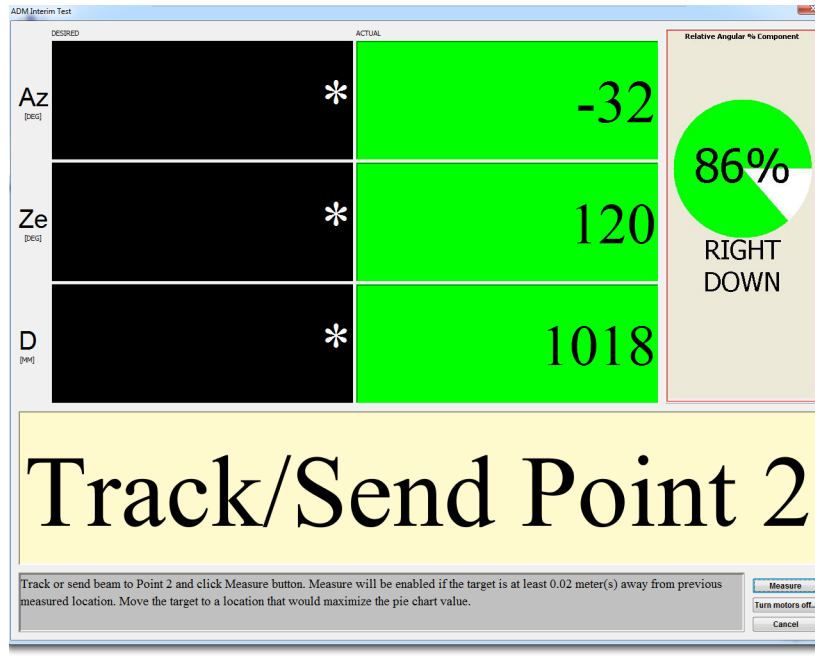 ADM Interim Test
DESIRED
ACTUAL
Relative Angular % Component
Az
[DEG]
*
-32
86%
RIGHT
DOWN
Ze
[DEG]
*
120
D
[MM]
*
1018
Track/Send Point 2
Track or send beam to Point 2 and click Measure button. Measure will be enabled if the target is at least 0.02 meter(s) away from previous
measured location. Move the target to a location that would maximize the pie chart value.
Measure
Turn motors off..
Cancel